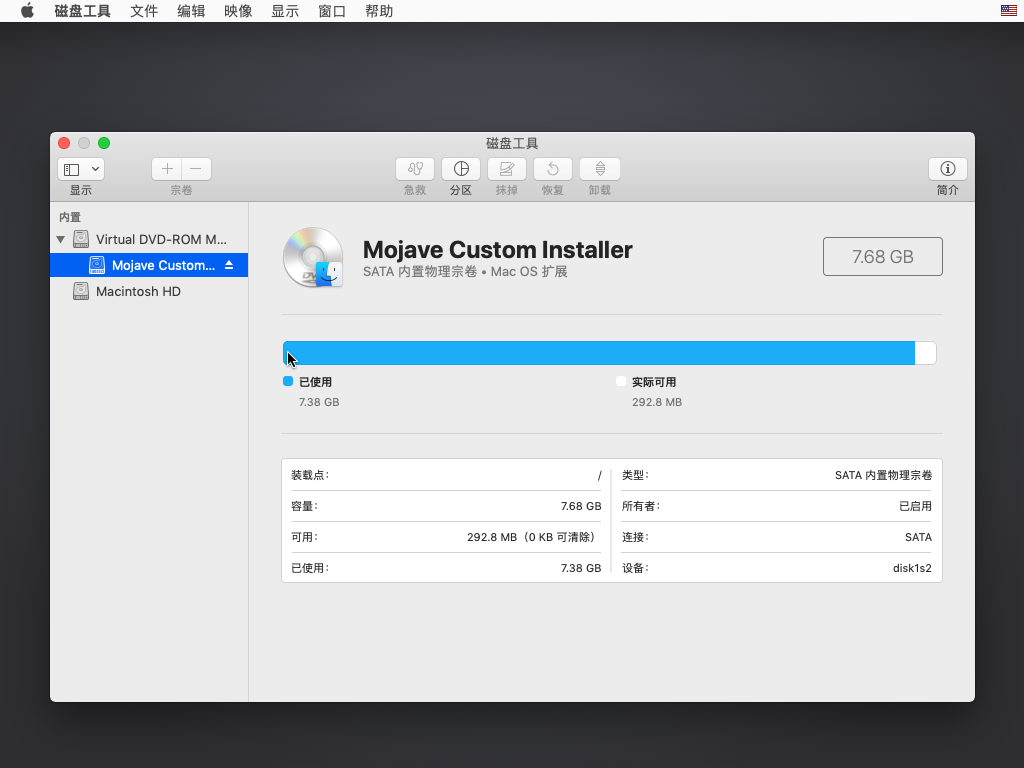 磁盘工具 文件 编辑 映像 显示 窗口 帮助
磁盘工具
显示 宗卷 急救 分区 抹掉 恢复 卸载 简介
内置
Virtual DVD-ROM M...
Mojave Custom...
Macintosh HD
Mojave Custom Installer
SATA 内置物理宗卷 • Mac OS 扩展
7.68 GB
已使用 实际可用
7.38 GB 292.8 MB
装载点： / 类型： SATA 内置物理宗卷
容量： 7.68 GB 所有者： 已启用
可用： 292.8 MB（0 KB 可清除） 连接： SATA
已使用： 7.38 GB 设备： disk1s2